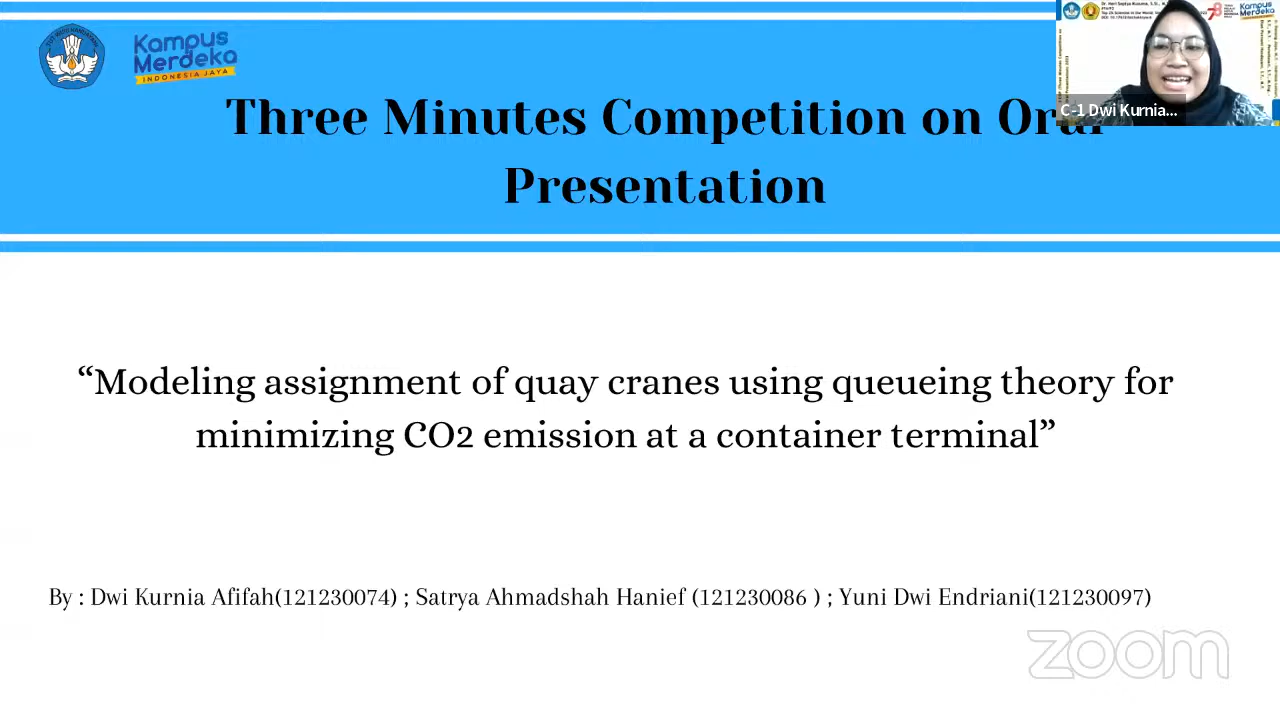 Kampus
Merdeka
INDONESIA JAYA
Three Minutes Competition on Oral
Presentation
C-1 Dwi Kurnia...
“Modeling assignment of quay cranes using queueing theory for
minimizing CO2 emission at a container terminal”
By : Dwi Kurnia Afifah(121230074) ; Satrya Ahmadshah Hanief (121230086 ) ; Yuni Dwi Endriani(121230097)
zoom